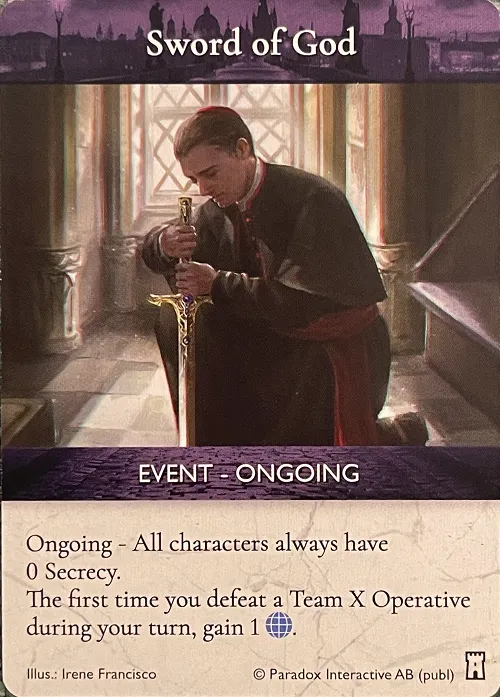 Sword of God
EVENT - ONGOING
Ongoing - All characters always have
0 Secrecy.
The first time you defeat a Team X Operative
during your turn, gain 1 .
Illus.: Irene Francisco © Paradox Interactive AB (publ)